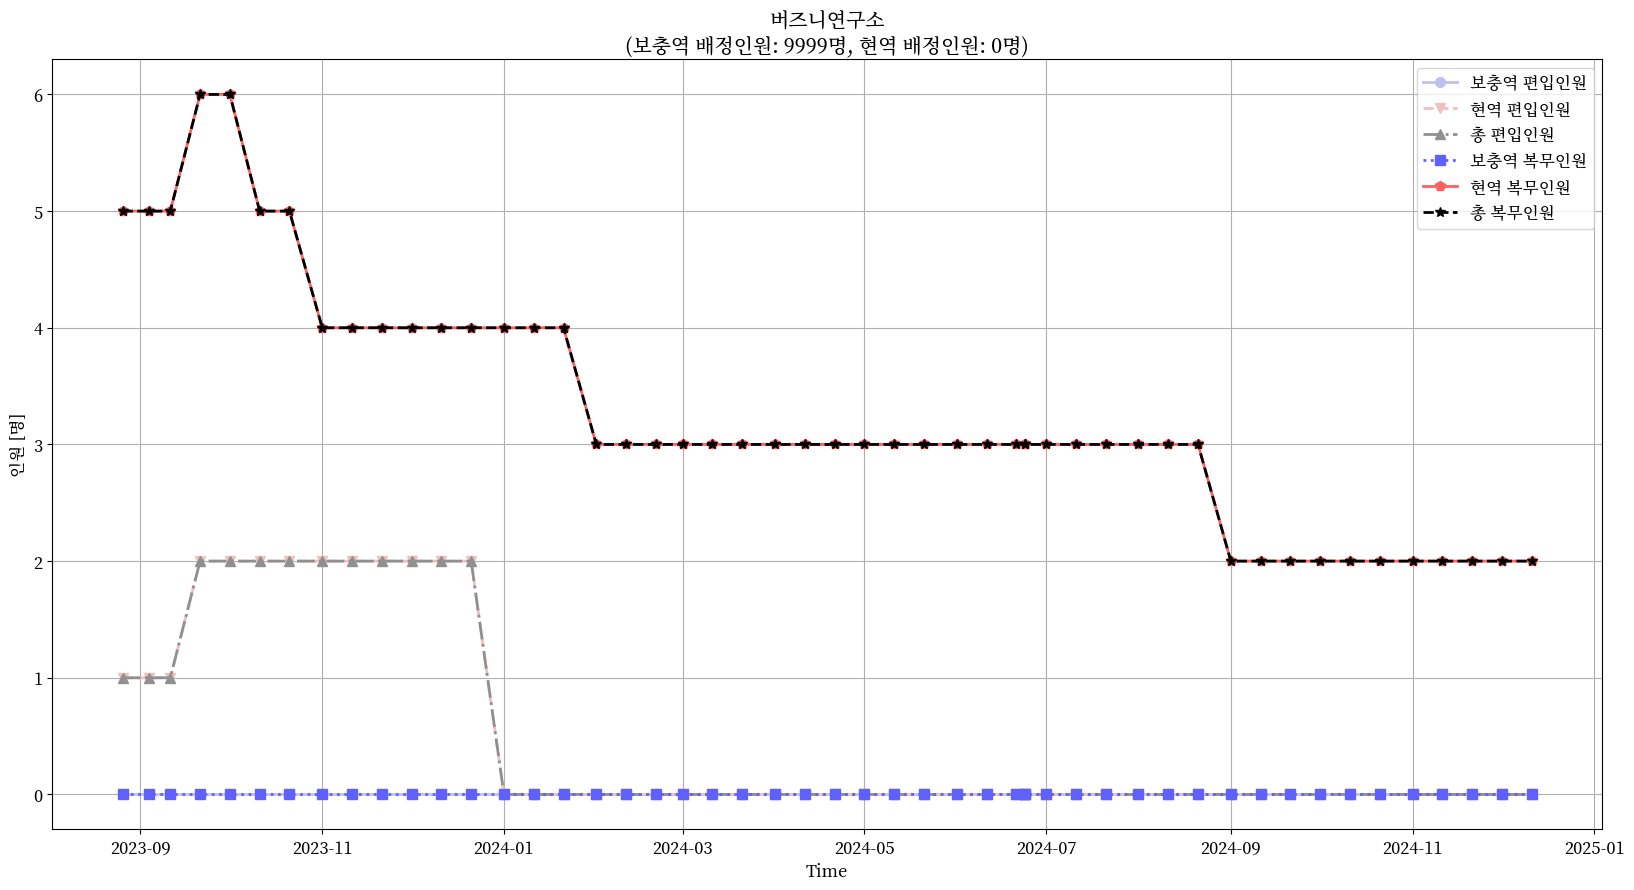 버즈니연구소
(보충역 배정인원: 9999명, 현역 배정인원: 0명)
보충역 편입인원
현역 편입인원
총 편입인원
보충역 복무인원
현역 복무인원
총 복무인원
인원 [명]
6
5
4
3
2
1
0
2023-09
2023-11
2024-01
2024-03
2024-05
2024-07
2024-09
2024-11
2025-01
Time